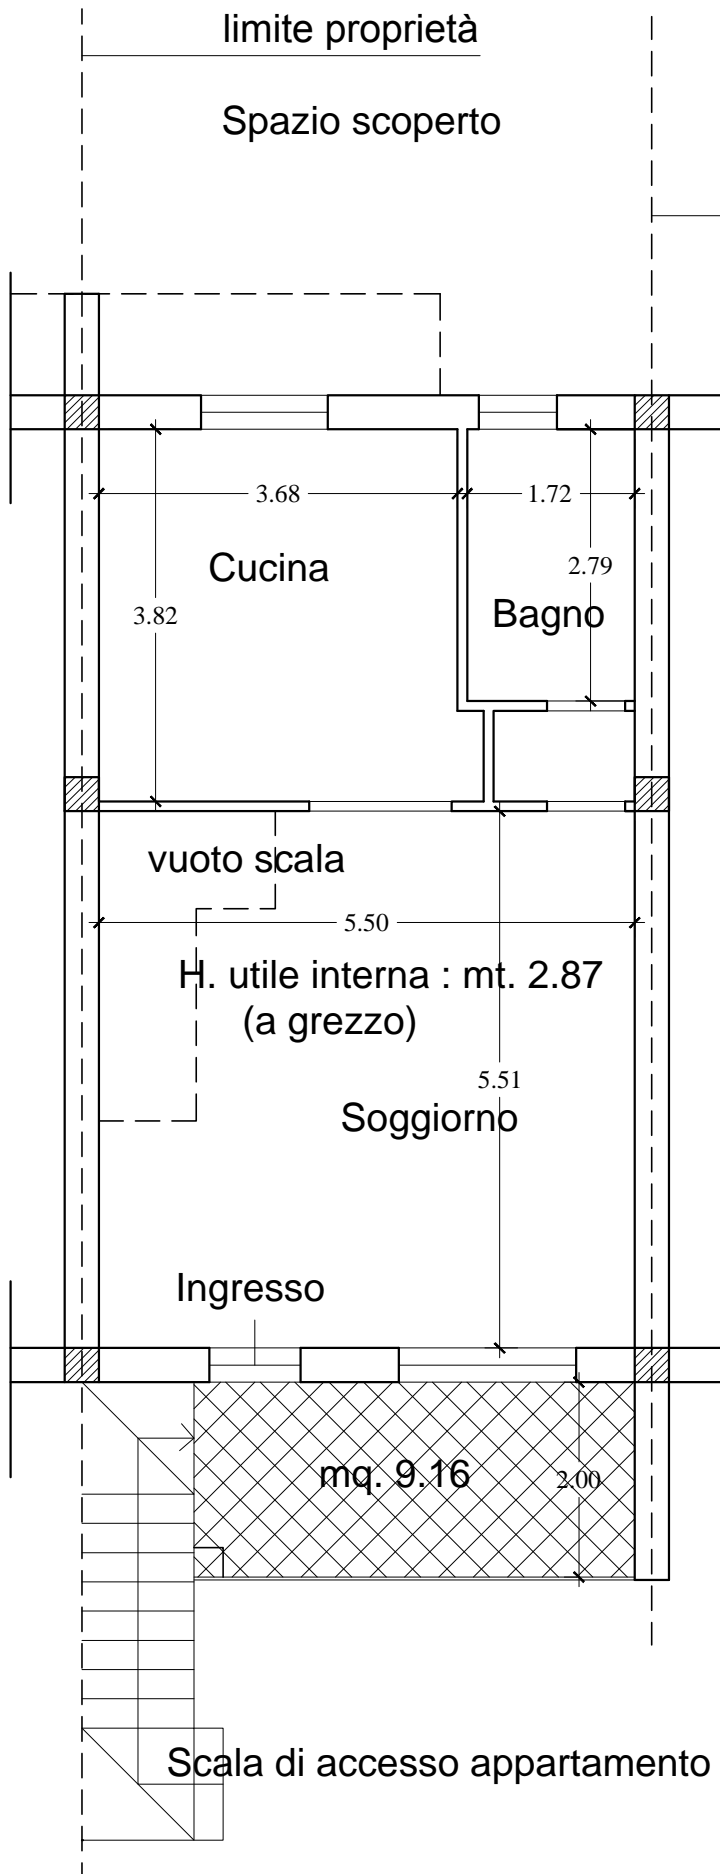 limite proprietà
Spazio scoperto
3.68
1.72
Cucina
2.79
3.82
Bagno
vuoto scala
5.50
H. utile interna : mt. 2.87
(a grezzo)
5.51
Soggiorno
Ingresso
mq. 9.16
2.00
Scala di accesso appartamento